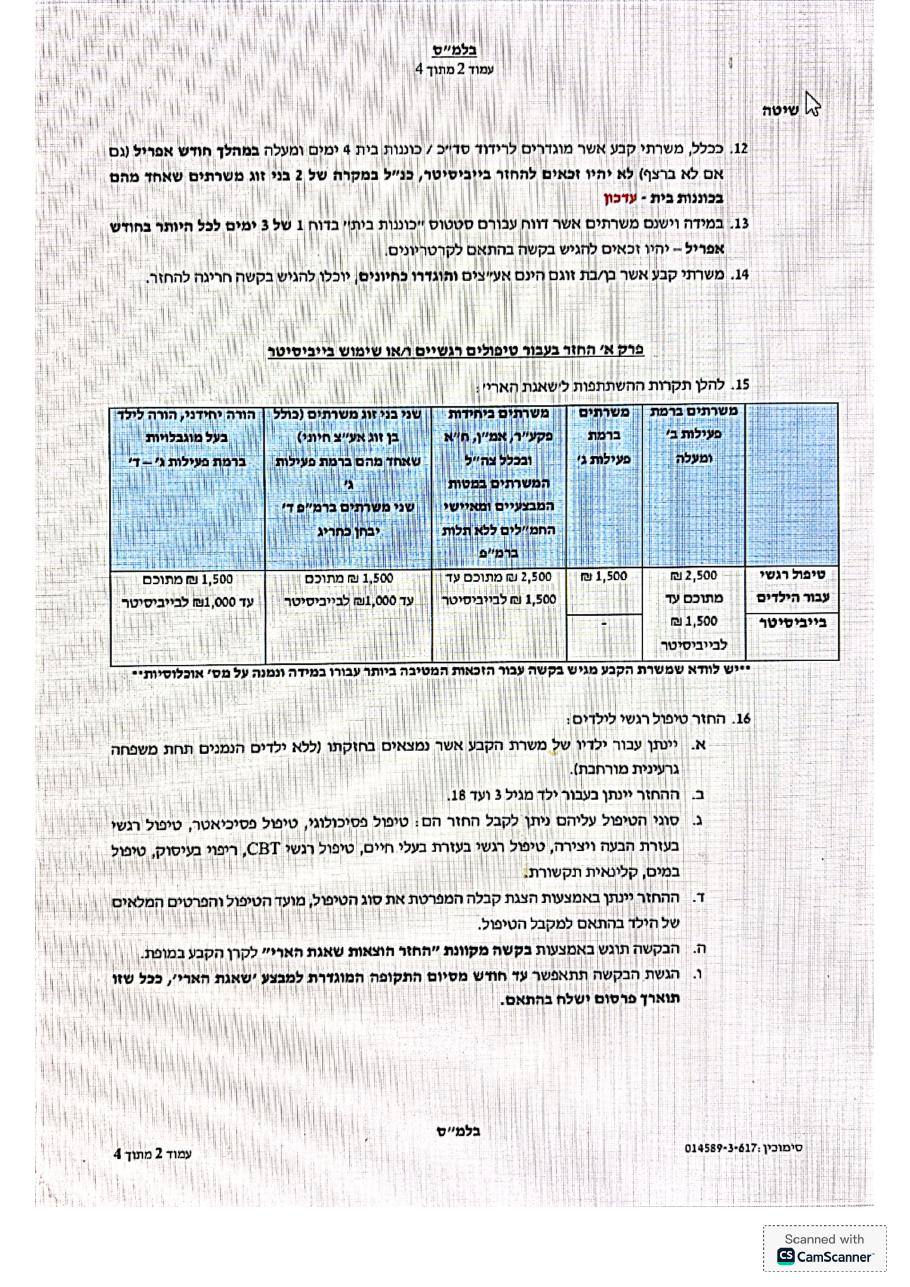 בלמ״ס
עמוד 2 מתוך 4
שיטה
12. ככלל, משרתי קבע אשר מוגדרים לרידוד סד״כ / כוננות בית 4 ימים ומעלה במהלך חודש אפריל (גם
אם לא ברצף) לא יהיו זכאים להחזר בייביסיטר, כנ״ל במקרה של 2 בני זוג משרתים שאחד מהם
בכוננות בית - עדכון
13. במידה וישנם משרתים אשר דווח עבורם סטטוס ״כוננות בית״ בדוח 1 של 3 ימים לכל היותר בחודש
אפריל – יהיו זכאים להגיש בקשה בהתאם לקרטריונים.
14. משרתי קבע אשר בן/בת זוגם הינם אע״צים והוגדרו כחיונים, יוכלו להגיש בקשה חריגה להחזר.
פרק א׳ החזר בעבור טיפולים רגשיים ו/או שימוש בייביסיטר
15. להלן תקרות ההשתתפות ל׳שאגת הארי׳:
משרתים ברמת
פעילות ב׳
ומעלה
משרתים
ברמת
פעילות ג׳
משרתים ביחידות
פקע״ר, אמ״ן, ח״א
ובכלל צה״ל
המשרתים במטות
המבצעיים ומאיישי
החמ״לים ללא תלות
ברמ״פ
שני בני זוג משרתים (כולל
בן זוג אע״צ חיוני)
שאחד מהם ברמת פעילות
ג׳
שני משרתים ברמ״פ ד׳
יבחן כחריג
הורה יחידני, הורה לילד
בעל מוגבלויות
ברמת פעילות ג׳ – ד׳
טיפול רגשי
עבור הילדים
בייביסיטר
2,500 ₪
מתוכם עד
1,500 ₪
לבייביסיטר
1,500 ₪
-
2,500 ₪ מתוכם עד
1,500 ₪ לבייביסיטר
1,500 ₪ מתוכם
עד 1,000₪ לבייביסיטר
1,500 ₪ מתוכם
עד 1,000₪ לבייביסיטר
**יש לוודא שמשרת הקבע מגיש בקשה עבור הזכאות המטיבה ביותר עבורו במידה ונמנה על מס׳ אוכלוסיות**
16. החזר טיפול רגשי לילדים:
א. יינתן עבור ילדיו של משרת הקבע אשר נמצאים בחזקתו (ללא ילדים הנמנים תחת משפחה
גרעינית מורחבת).
ב. ההחזר יינתן בעבור ילד מגיל 3 ועד 18.
ג. סוגי הטיפול עליהם ניתן לקבל החזר הם: טיפול פסיכולוגי, טיפול פסיכיאטר, טיפול רגשי
בעזרת הבעה ויצירה, טיפול רגשי בעזרת בעלי חיים, טיפול רגשי CBT, ריפוי בעיסוק, טיפול
במים, קלינאית תקשורת.
ד. ההחזר יינתן באמצעות הצגת קבלה המפרטת את סוג הטיפול, מועד הטיפול והפרטים המלאים
של הילד בהתאם למקבל הטיפול.
ה. הבקשה תוגש באמצעות בקשה מקוונת ״החזר הוצאות שאגת הארי״ לקרן הקבע במופת.
ו. הגשת הבקשה תתאפשר עד חודש מסיום התקופה המוגדרת למבצע ׳שאגת הארי׳, ככל שזו
תוארך פרסום ישלח בהתאם.
בלמ״ס
סימוכין: 014589-3-617
עמוד 2 מתוך 4
Scanned with
CS CamScanner